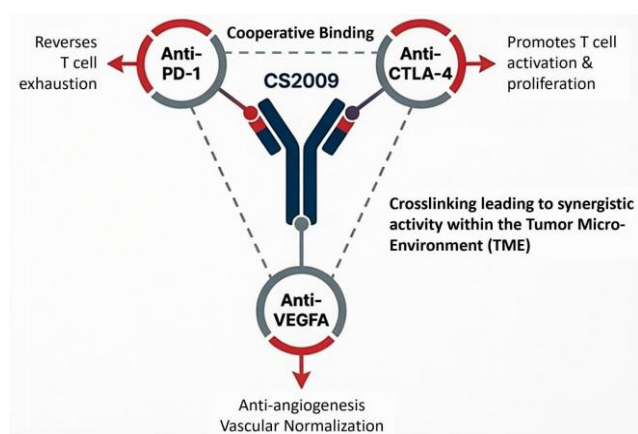 Cooperative Binding
Reverses
T cell
exhaustion
Anti-
PD-1
CS2009
Anti-
CTLA-4
Promotes T cell
activation &
proliferation
Crosslinking leading to synergistic
activity within the Tumor Micro-
Environment (TME)
Anti-
VEGFA
Anti-angiogenesis
Vascular Normalization